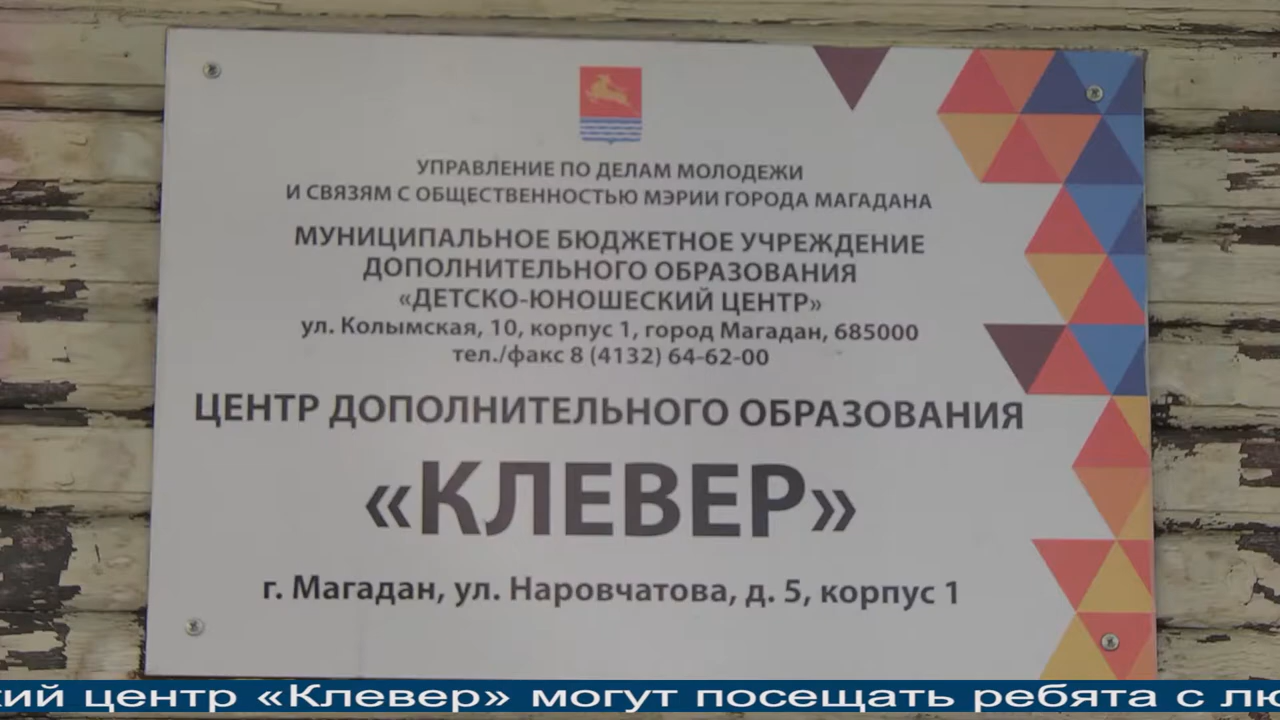 УПРАВЛЕНИЕ ПО ДЕЛАМ МОЛОДЕЖИ
И СВЯЗЯМ С ОБЩЕСТВЕННОСТЬЮ МЭРИИ ГОРОДА МАГАДАНА
МУНИЦИПАЛЬНОЕ БЮДЖЕТНОЕ УЧРЕЖДЕНИЕ
ДОПОЛНИТЕЛЬНОГО ОБРАЗОВАНИЯ
«ДЕТСКО-ЮНОШЕСКИЙ ЦЕНТР»
ул. Колымская, 10, корпус 1, город Магадан, 685000
тел./факс 8 (4132) 64-62-00
ЦЕНТР ДОПОЛНИТЕЛЬНОГО ОБРАЗОВАНИЯ
«КЛЕВЕР»
г. Магадан, ул. Наровчатова, д. 5, корпус 1
центр «Клевер» могут посещать ребята с